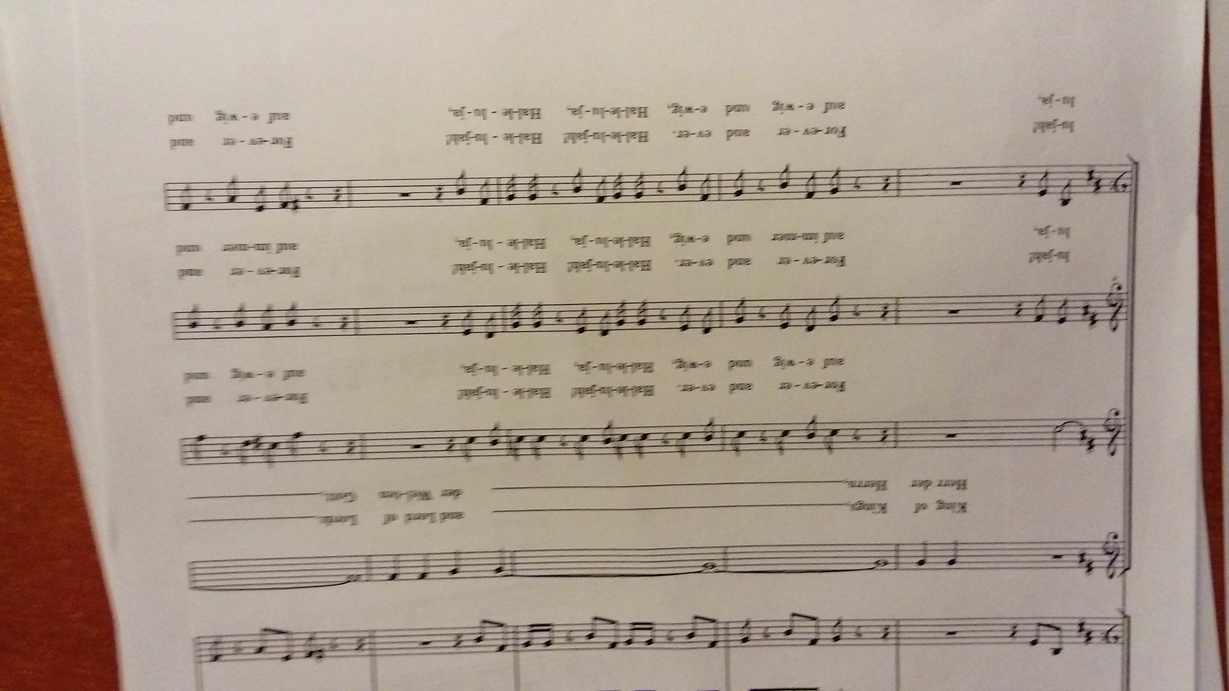 King of Kings, and Lord of Lords,
Herr der Herrn, der Wel-ten Gott,
For-ev-er and ev-er. Hal-le-lu-jah! Hal-le-lu-jah! For-ev-er and
auf e-wig und e-wig, Hal-le-lu-ja, Hal-le-lu-ja, auf e-wig und
lu-jah! For-ev-er and ev-er. Hal-le-lu-jah! Hal-le-lu-jah! For-ev-er and
lu-ja, auf im-mer und e-wig, Hal-le-lu-ja, Hal-le-lu-ja, auf im-mer und
lu-jah! For-ev-er and ev-er. Hal-le-lu-jah! Hal-le-lu-jah! For-ev-er and
lu-ja, auf e-wig und e-wig, Hal-le-lu-ja, Hal-le-lu-ja, auf e-wig und